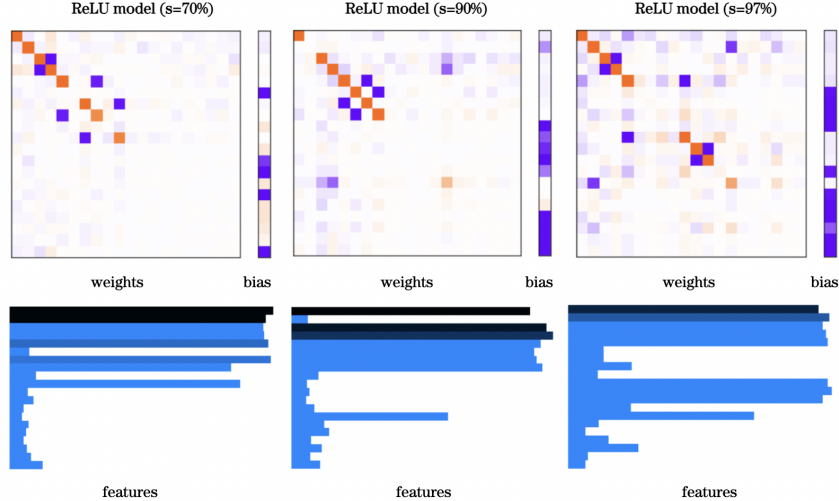 ReLU model (s=70%)
ReLU model (s=90%)
ReLU model (s=97%)
weights
bias
weights
bias
weights
bias
features
features
features